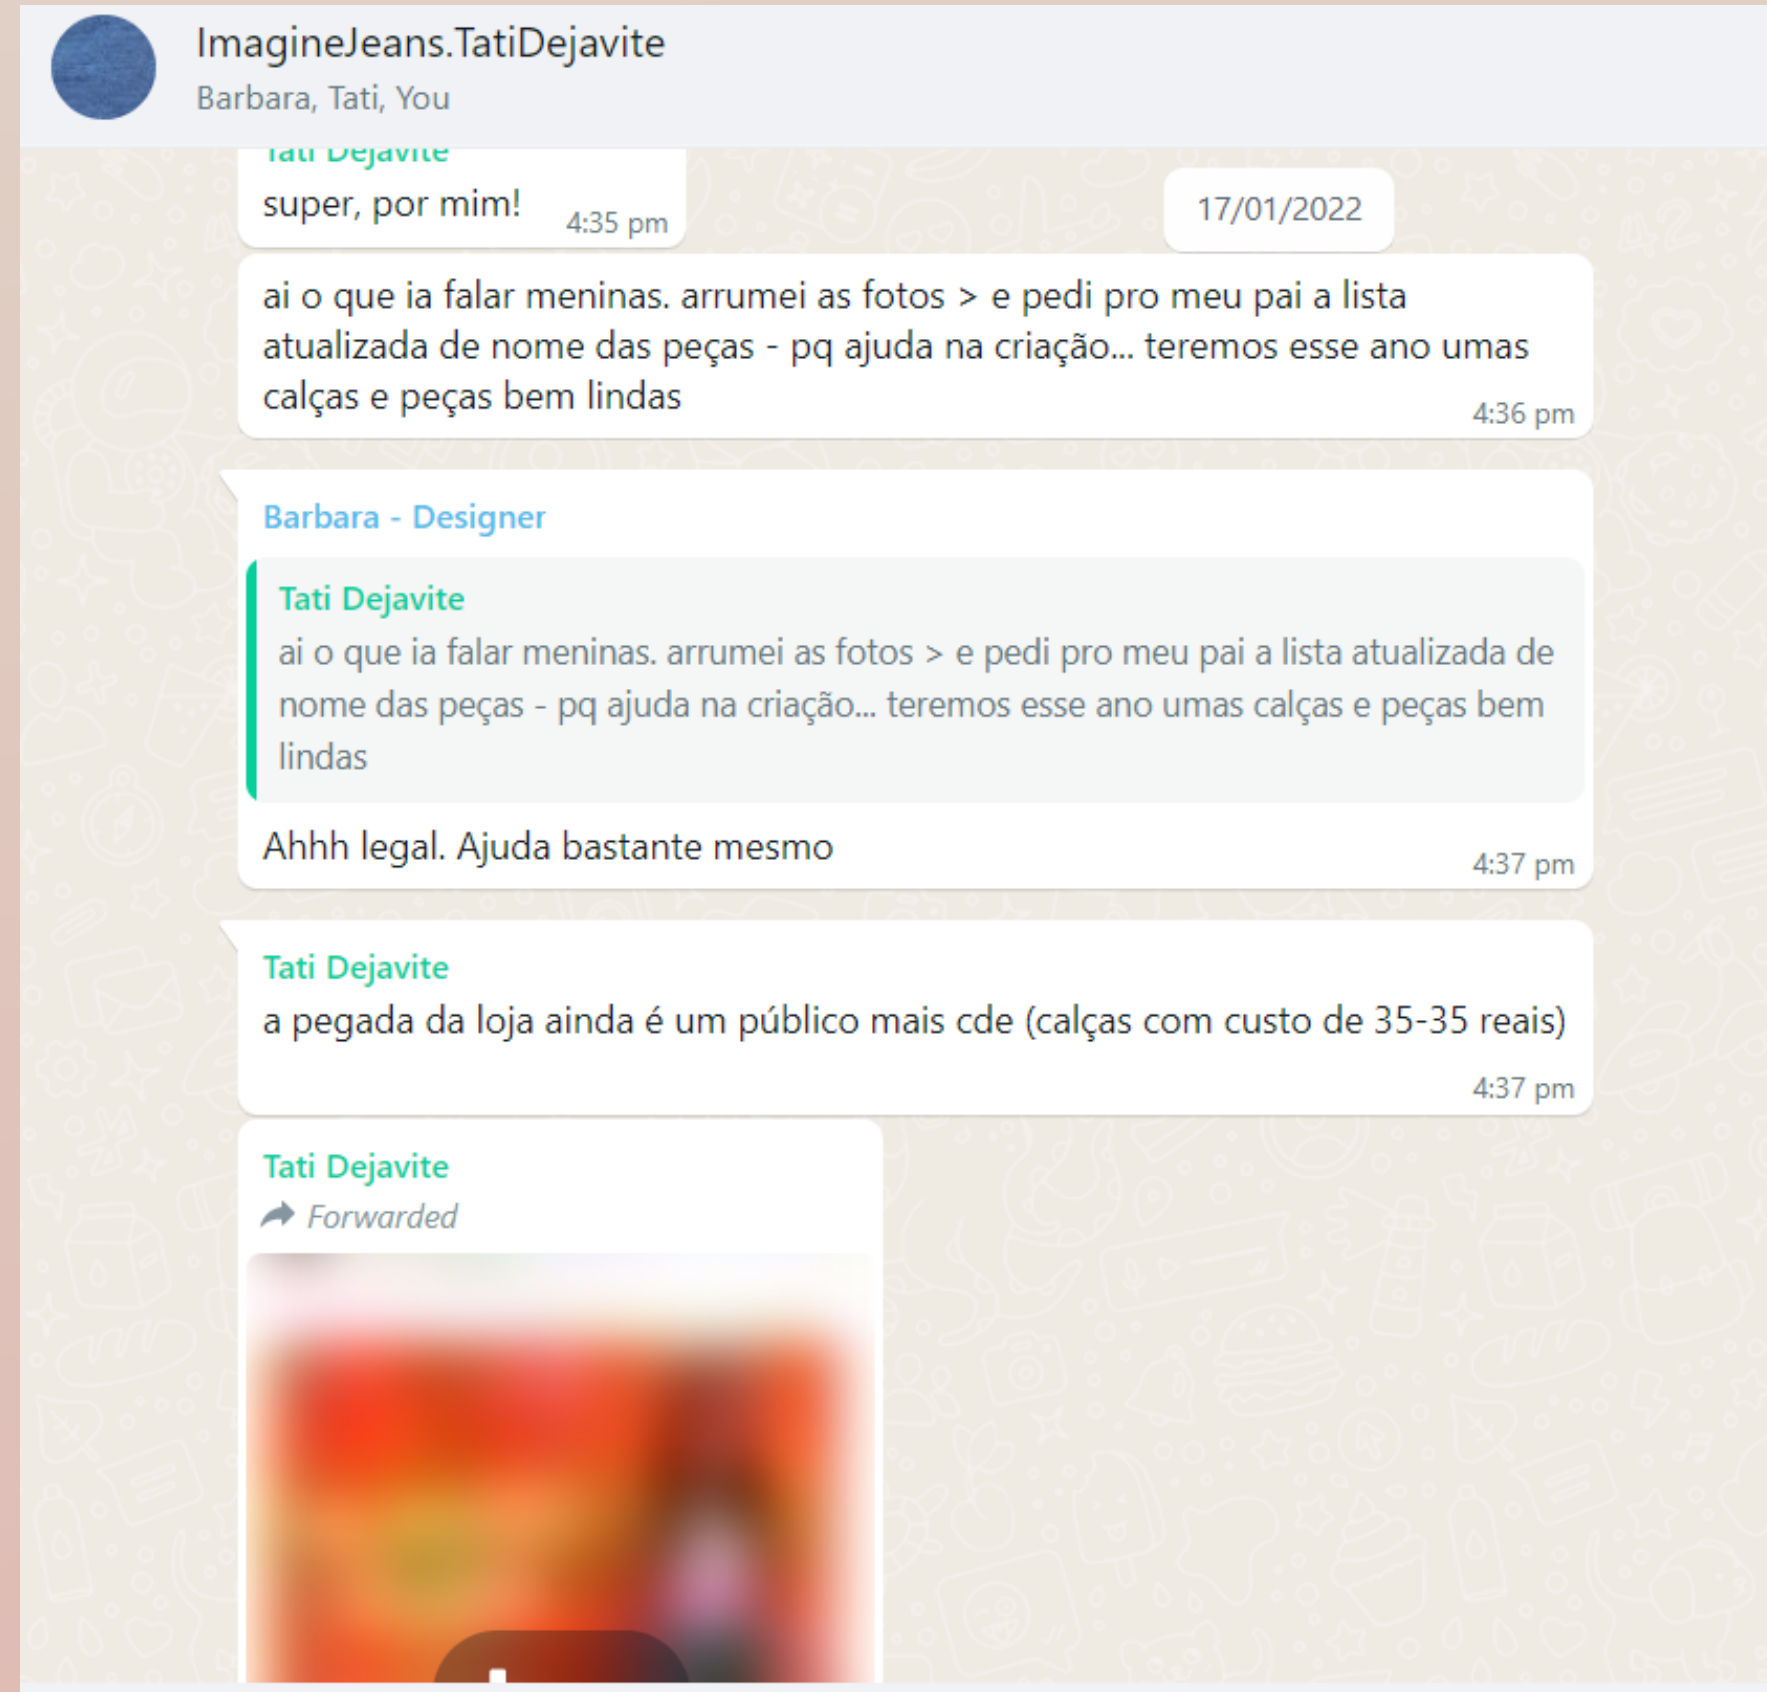 ImagineJeans.TatiDejavite
Barbara, Tati, You
Tati Dejavite
super, por mim!
4:35 pm
17/01/2022
ai o que ia falar meninas. arrumei as fotos > e pedi pro meu pai a lista
atualizada de nome das peças - pq ajuda na criação... teremos esse ano umas
calças e peças bem lindas
4:36 pm
Barbara - Designer
Tati Dejavite
ai o que ia falar meninas. arrumei as fotos > e pedi pro meu pai a lista atualizada de
nome das peças - pq ajuda na criação... teremos esse ano umas calças e peças bem
lindas
Ahhh legal. Ajuda bastante mesmo
4:37 pm
Tati Dejavite
a pegada da loja ainda é um público mais cde (calças com custo de 35-35 reais)
4:37 pm
Tati Dejavite
Forwarded